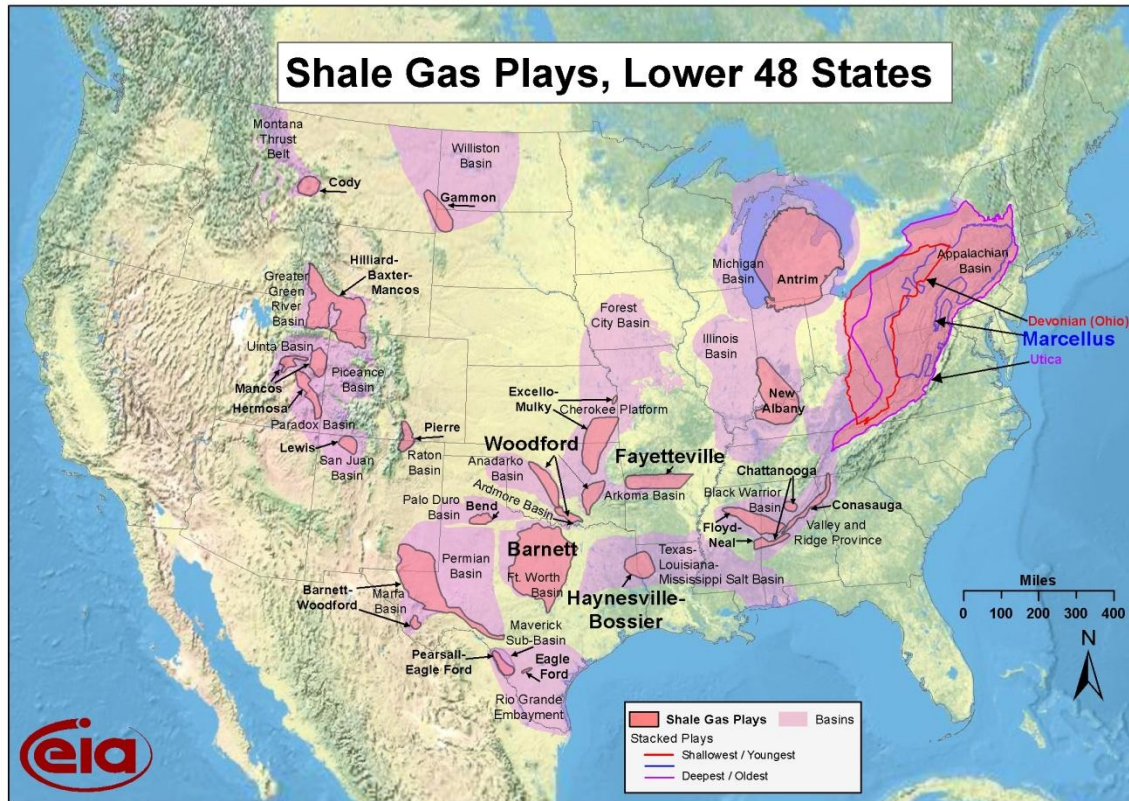 Shale Gas Plays, Lower 48 States
Montana
Thrust
Belt
Cody
Williston
Basin
Gammon
Hilliard-
Baxter-
Mancos
Greater
Green
River
Basin
Uinta Basin
Mancos
Piceance
Basin
Hermosa
Paradox Basin
Lewis
San Juan
Basin
Pierre
Raton
Basin
Michigan
Basin
Antrim
Forest
City Basin
Illinois
Basin
New
Albany
Excello-
Mulky
Cherokee Platform
Appalachian
Basin
Devonian (Ohio)
Marcellus
Utica
Woodford
Anadarko
Basin
Ardmore Basin
Palo Duro
Basin
Bend
Fayetteville
Arkoma Basin
Chattanooga
Black Warrior
Basin
Conasauga
Floyd-
Neal
Valley and
Ridge Province
Permian
Basin
Barnett
Ft. Worth
Basin
Barnett-
Woodford
Marfa
Basin
Texas-
Louisiana-
Mississippi Salt Basin
Haynesville-
Bossier
Maverick
Sub-Basin
Pearsall-
Eagle Ford
Eagle
Ford
Rio Grande
Embayment
Miles
0 100 200 300 400
N
Shale Gas Plays
Basins
Stacked Plays
Shallowest / Youngest
Deepest / Oldest
eia